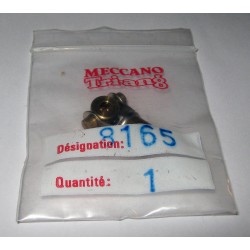 MECCANO
Triang
Désignation: 8165
Quantité: 1